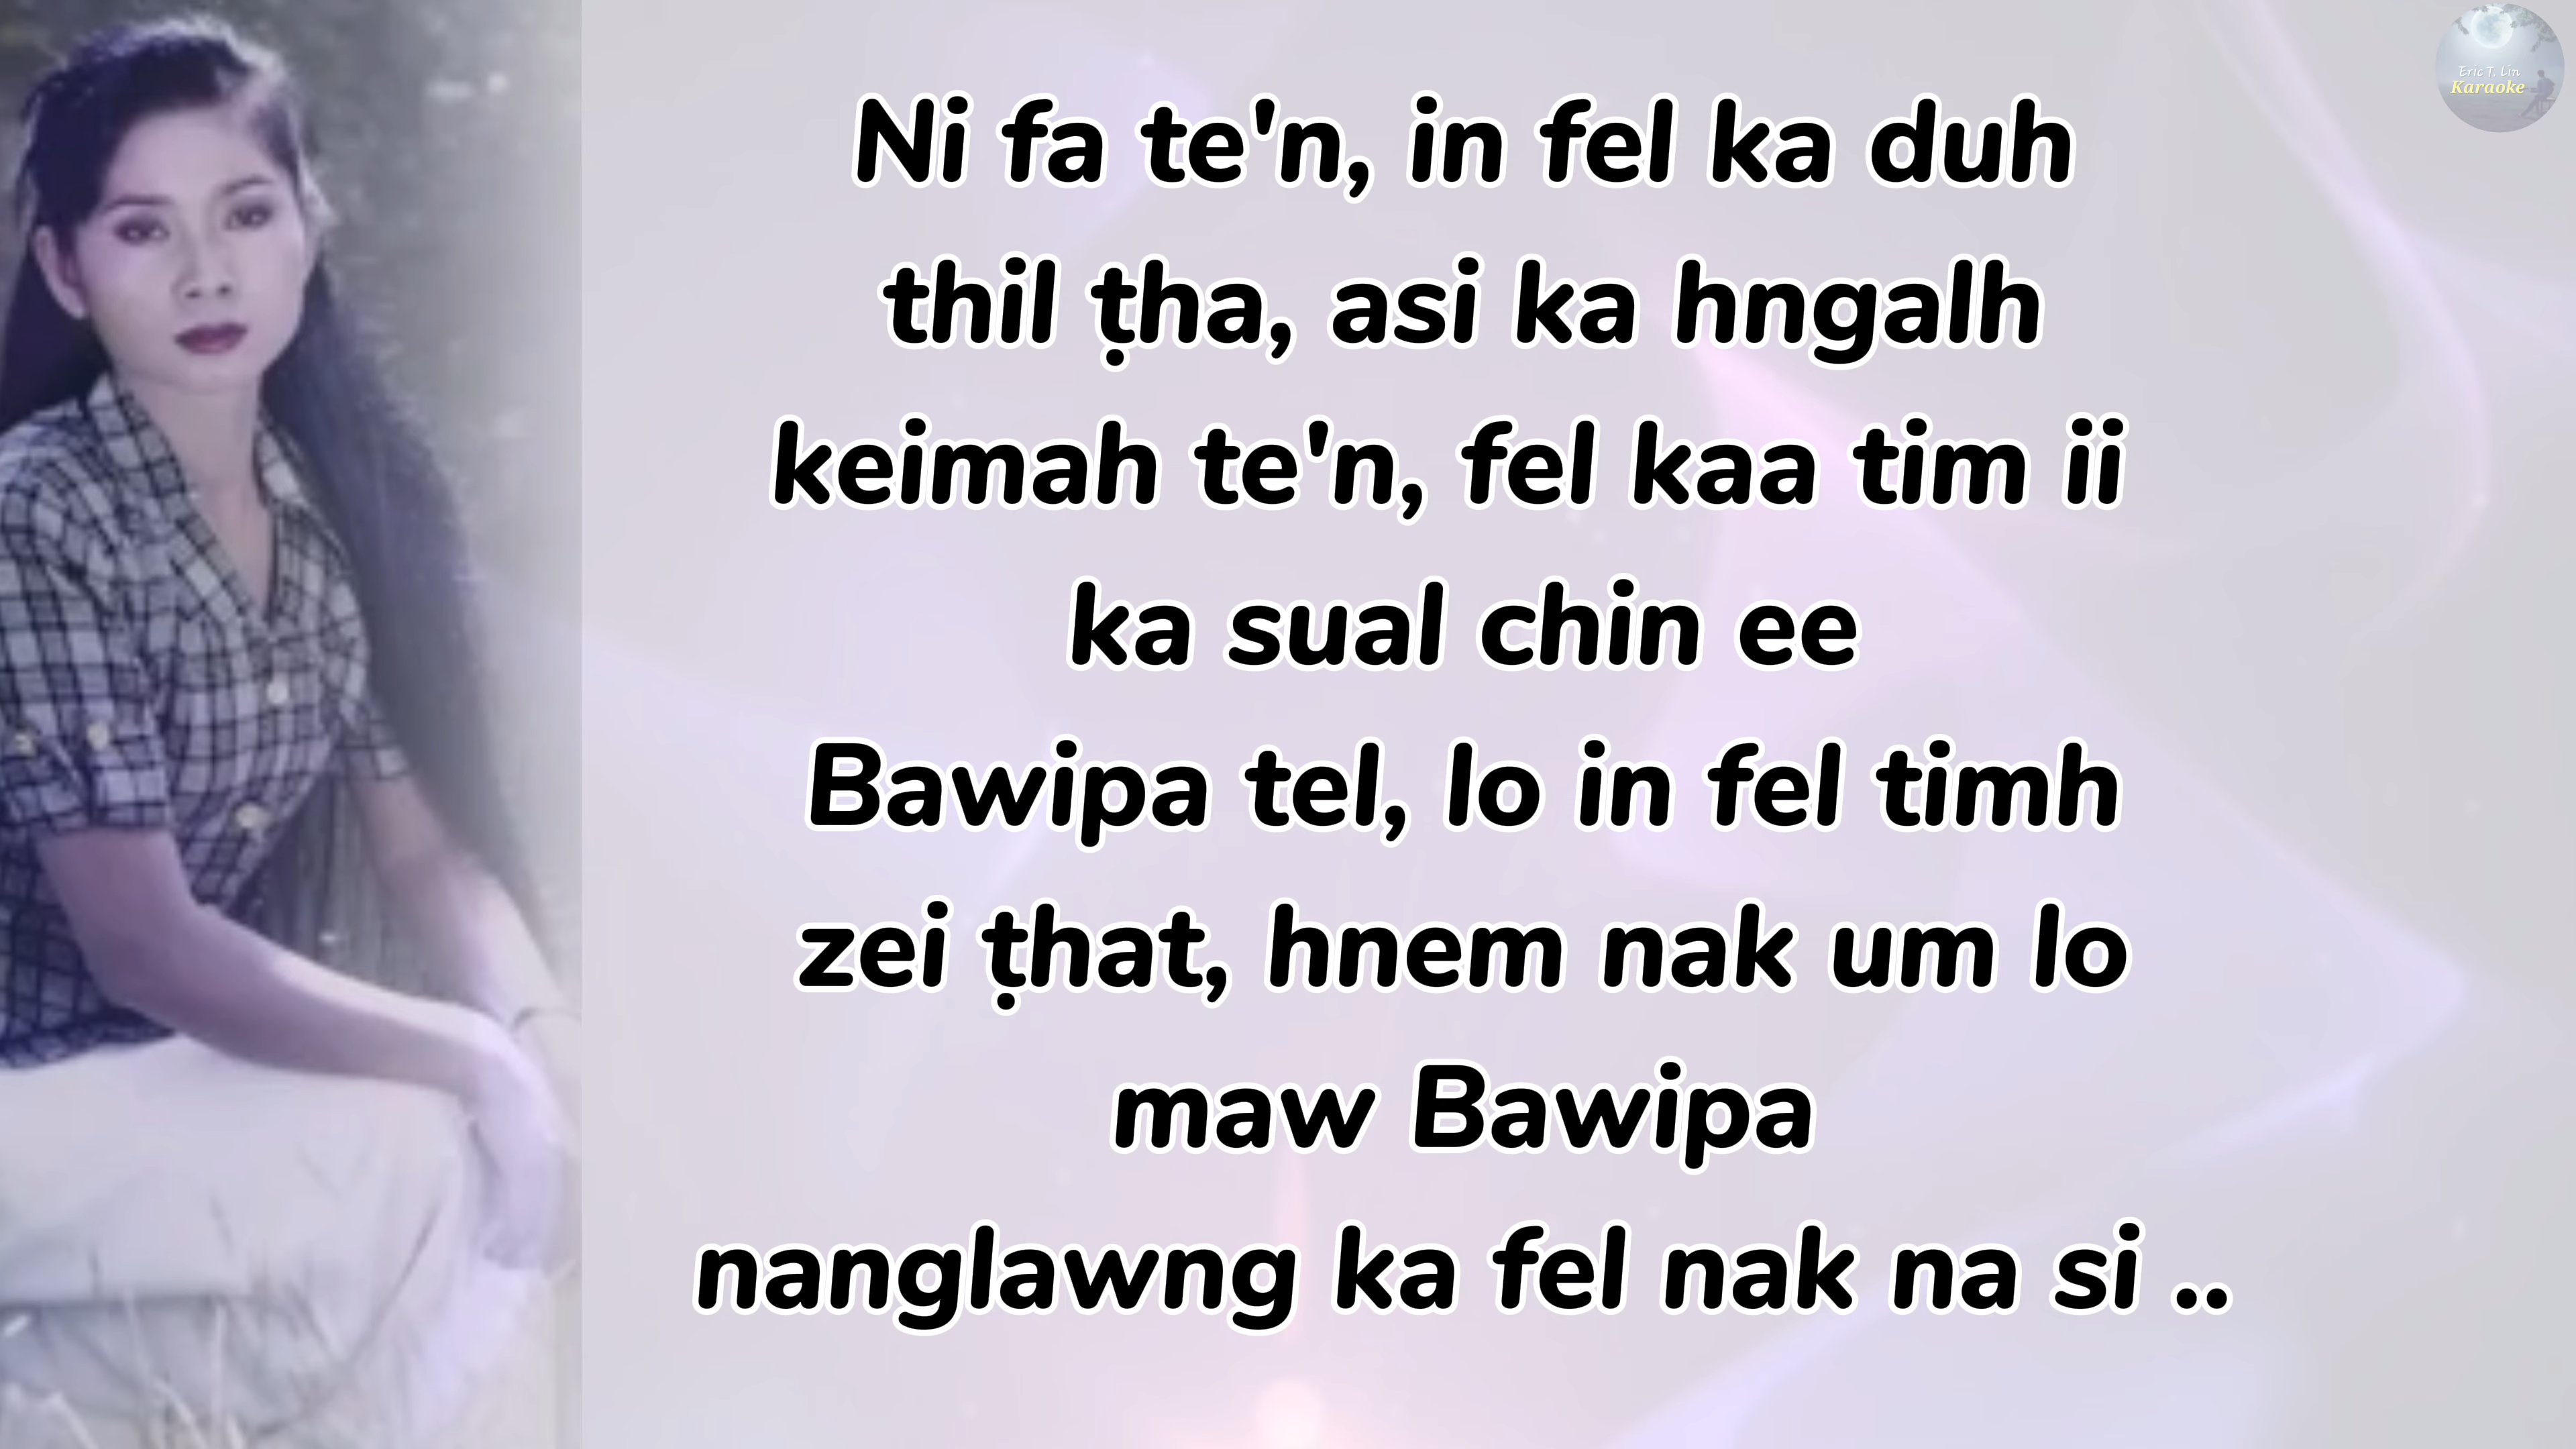 Eric T. Lin
Karaoke
Ni fa te'n, in fel ka duh
thil ṭha, asi ka hngalh
keimah te'n, fel kaa tim ii
ka sual chin ee
Bawipa tel, lo in fel timh
zei ṭhat, hnem nak um lo
maw Bawipa
nanglawng ka fel nak na si ..